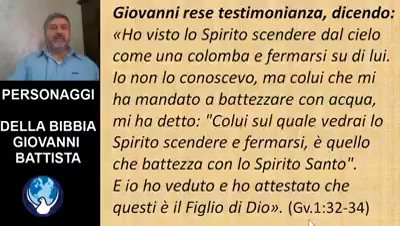 PERSONAGGI
DELLA BIBBIA
GIOVANNI
BATTISTA
Giovanni rese testimonianza, dicendo:
«Ho visto lo Spirito scendere dal cielo
come una colomba e fermarsi su di lui.
Io non lo conoscevo, ma colui che mi
ha mandato a battezzare con acqua,
mi ha detto: "Colui sul quale vedrai lo
Spirito scendere e fermarsi, è quello
che battezza con lo Spirito Santo".
E io ho veduto e ho attestato che
questi è il Figlio di Dio». (Gv.1:32-34)